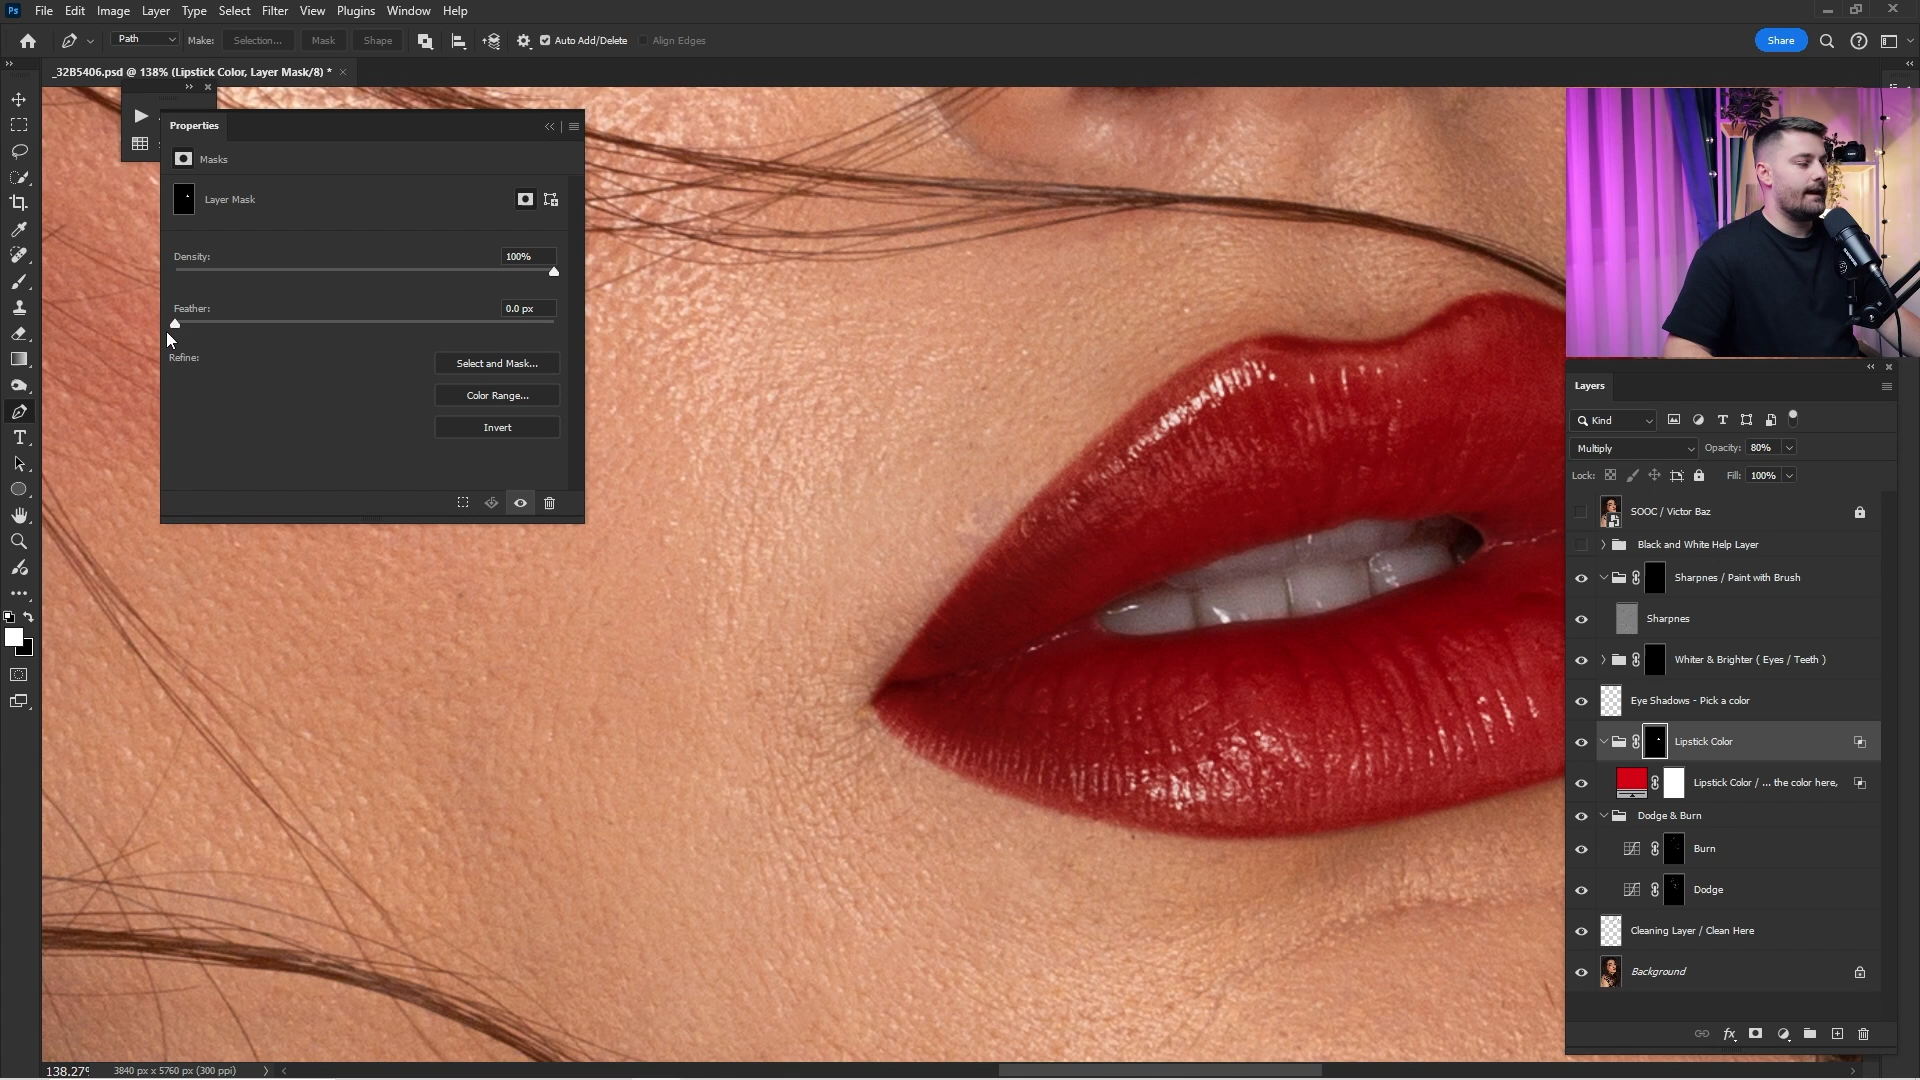 Ps File Edit Image Layer Type Select Filter View Plugins Window Help
Path Make: Selection... Mask Shape Auto Add/Delete Align Edges Share
_32B5406.psd @ 138% (Lipstick Color, Layer Mask/8) *
Properties
Masks
Layer Mask
Density: 100%
Feather: 0.0 px
Refine:
Select and Mask...
Color Range...
Invert
Layers
Kind
Multiply Opacity: 80%
Lock: Fill: 100%
SOOC / Victor Baz
Black and White Help Layer
Sharpnes / Paint with Brush
Sharpnes
Whiter & Brighter ( Eyes / Teeth )
Eye Shadows - Pick a color
Lipstick Color
Lipstick Color / ... the color here,
Dodge & Burn
Burn
Dodge
Cleaning Layer / Clean Here
Background
138.27% 3840 px x 5760 px (300 ppi)